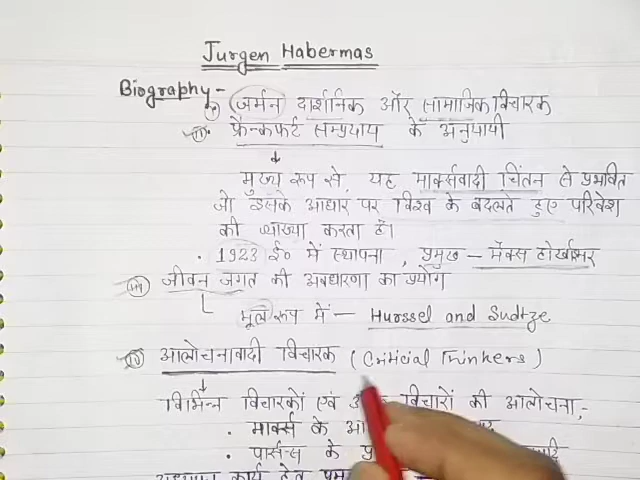 Jurgen Habermas
Biography -
(i) जर्मन दार्शनिक और सामाजिक विचारक
(ii) फ्रैन्कफर्ट सम्प्रदाय के अनुयायी
मुख्य रूप से, यह मार्क्सवादी चिंतन से प्रभावित
जो इसके आधार पर विश्व के बदलते हुए परिवेश
की व्याख्या करता है।
1923 ई० में स्थापना, प्रमुख - मैक्स होर्खाइमर
(iii) जीवन जगत की अवधारणा का प्रयोग
मूल रूप में - Hurssel and Sudtze
(iv) आलोचनावादी विचारक (Criticial Thinkers)
विभिन्न विचारकों एवं विचारों की आलोचना,-
. मार्क्स के
. पार्सन्स के